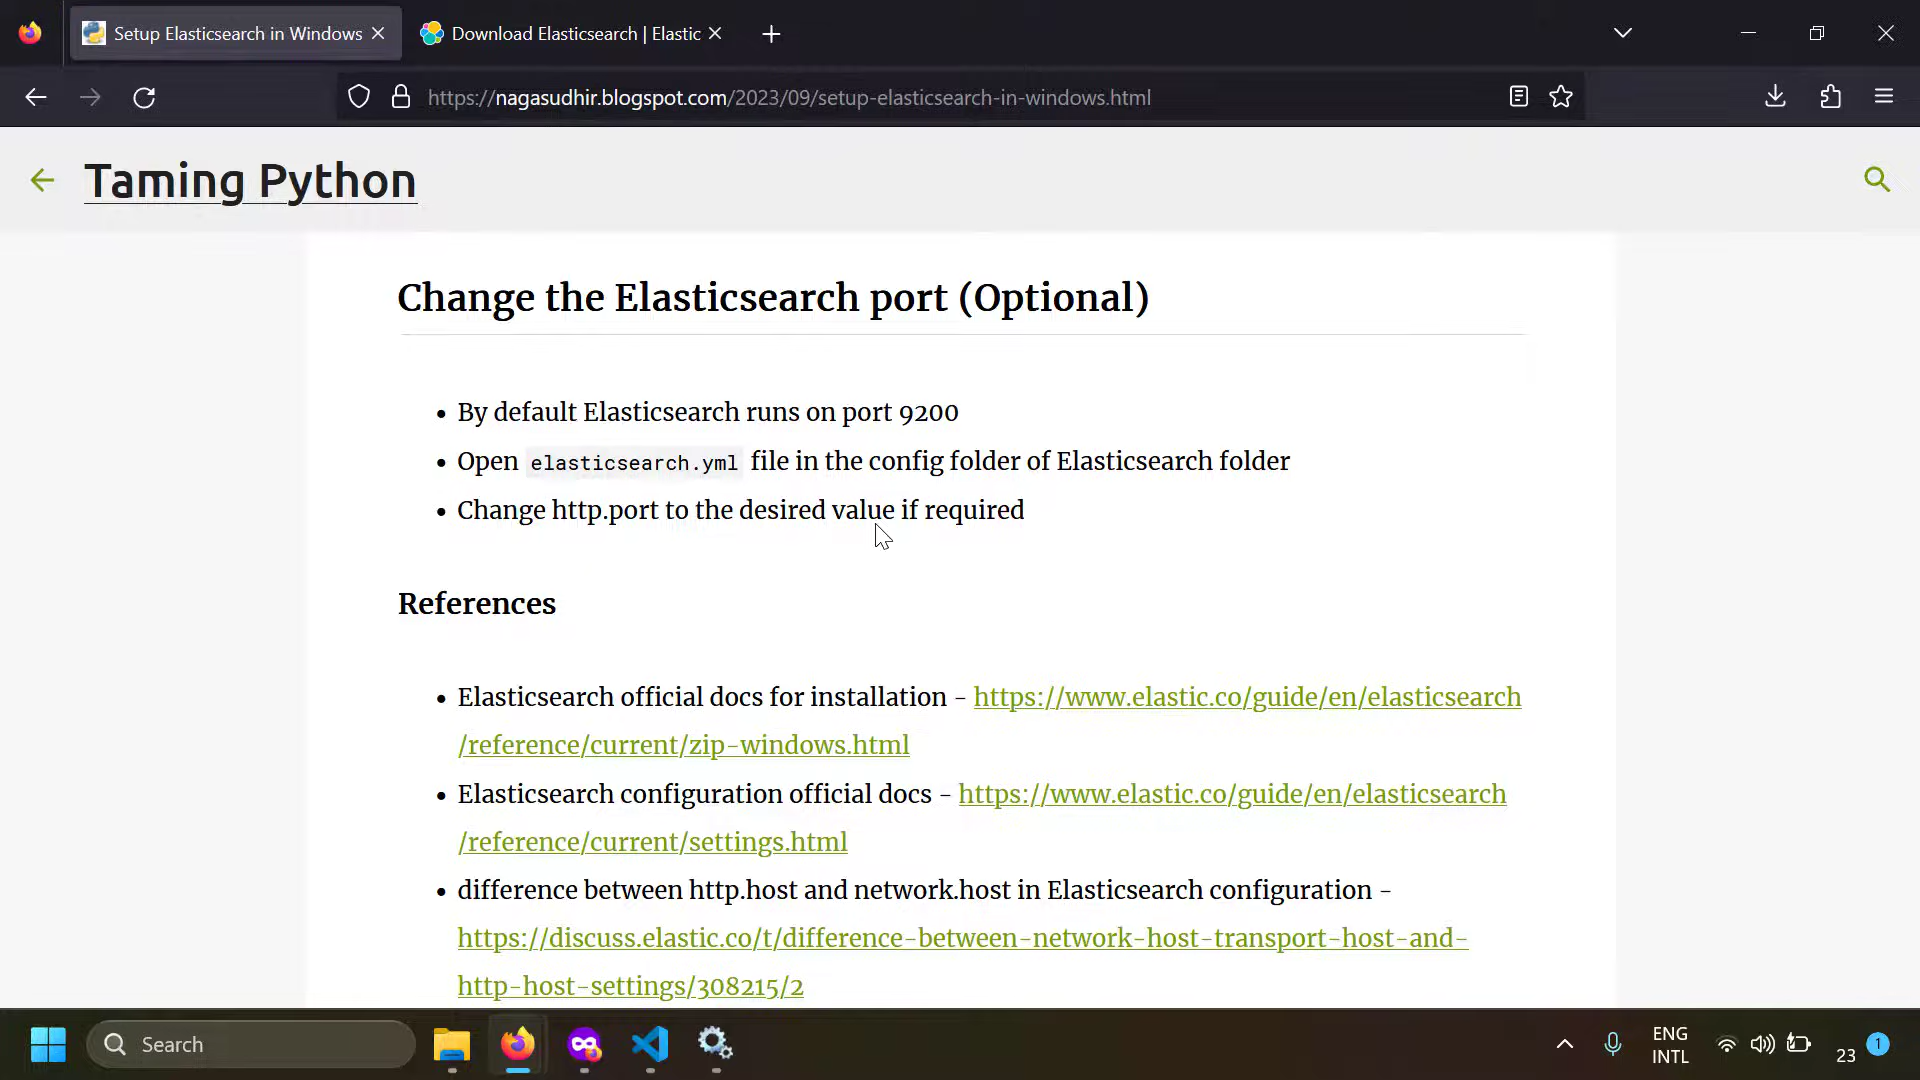 Setup Elasticsearch in Windows
Download Elasticsearch | Elastic
https://nagasudhir.blogspot.com/2023/09/setup-elasticsearch-in-windows.html
Taming Python
Change the Elasticsearch port (Optional)
• By default Elasticsearch runs on port 9200
• Open elasticsearch.yml file in the config folder of Elasticsearch folder
• Change http.port to the desired value if required
References
• Elasticsearch official docs for installation - https://www.elastic.co/guide/en/elasticsearch
/reference/current/zip-windows.html
• Elasticsearch configuration official docs - https://www.elastic.co/guide/en/elasticsearch
/reference/current/settings.html
• difference between http.host and network.host in Elasticsearch configuration -
https://discuss.elastic.co/t/difference-between-network-host-transport-host-and-
http-host-settings/308215/2
Search
ENG
INTL
23
1